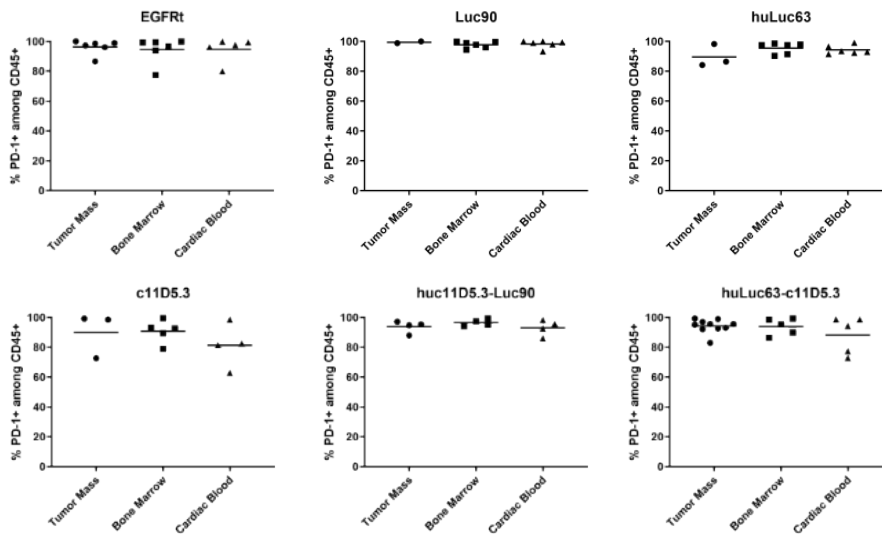 EGFRt
% PD-1+ among CD45+
100
80
60
40
20
0
Tumor Mass
Bone Marrow
Cardiac Blood
Luc90
% PD-1+ among CD45+
100
80
60
40
20
0
Tumor Mass
Bone Marrow
Cardiac Blood
huLuc63
% PD-1+ among CD45+
100
80
60
40
20
0
Tumor Mass
Bone Marrow
Cardiac Blood
c11D5.3
% PD-1+ among CD45+
100
80
60
40
20
0
Tumor Mass
Bone Marrow
Cardiac Blood
huc11D5.3-Luc90
% PD-1+ among CD45+
100
80
60
40
20
0
Tumor Mass
Bone Marrow
Cardiac Blood
huLuc63-c11D5.3
% PD-1+ among CD45+
100
80
60
40
20
0
Tumor Mass
Bone Marrow
Cardiac Blood